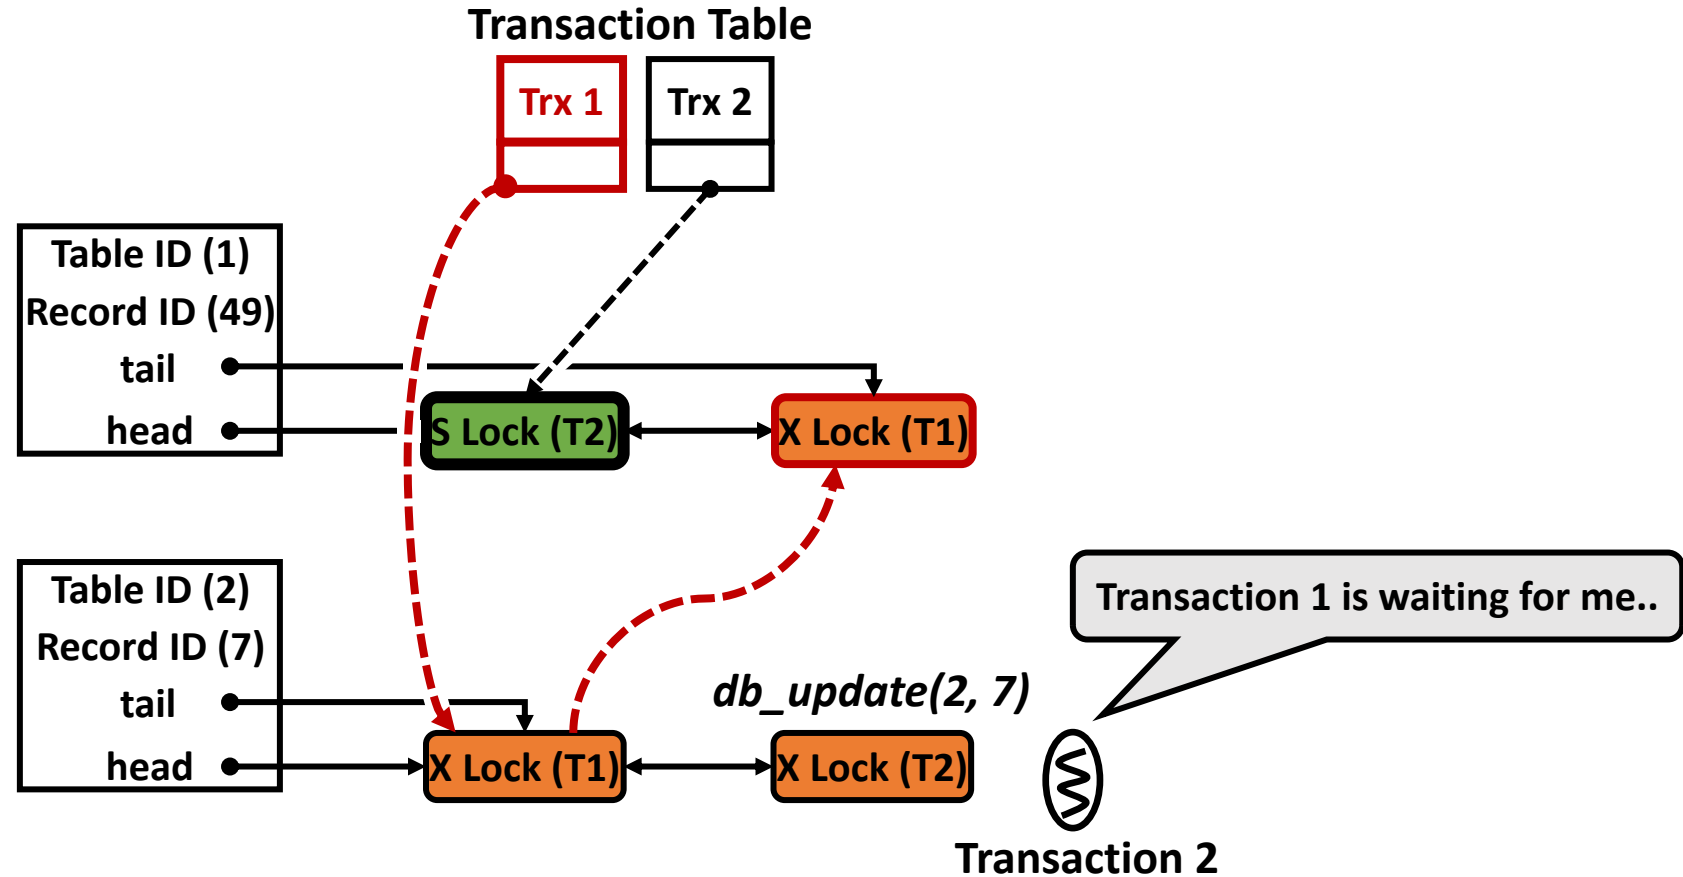 Transaction Table
Trx 1
Trx 2
Table ID (1)
Record ID (49)
tail
head
S Lock (T2)
X Lock (T1)
Table ID (2)
Record ID (7)
tail
head
Transaction 1 is waiting for me..
db_update(2, 7)
X Lock (T1)
X Lock (T2)
Transaction 2